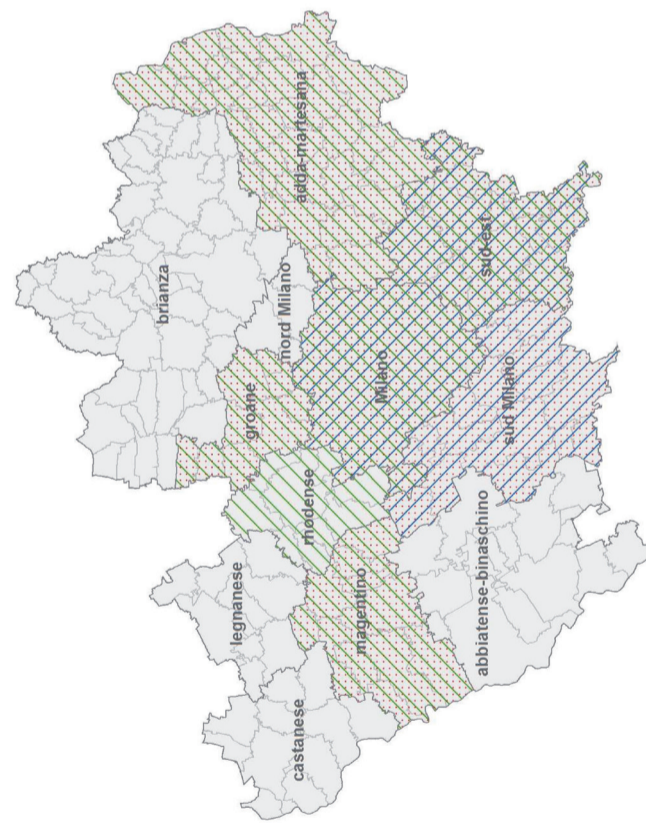 castanese
legnanese
magentino
abbiatense-binaschino
rhodense
groane
brianza
nord Milano
Milano
sud Milano
adda-martesana
sud-est